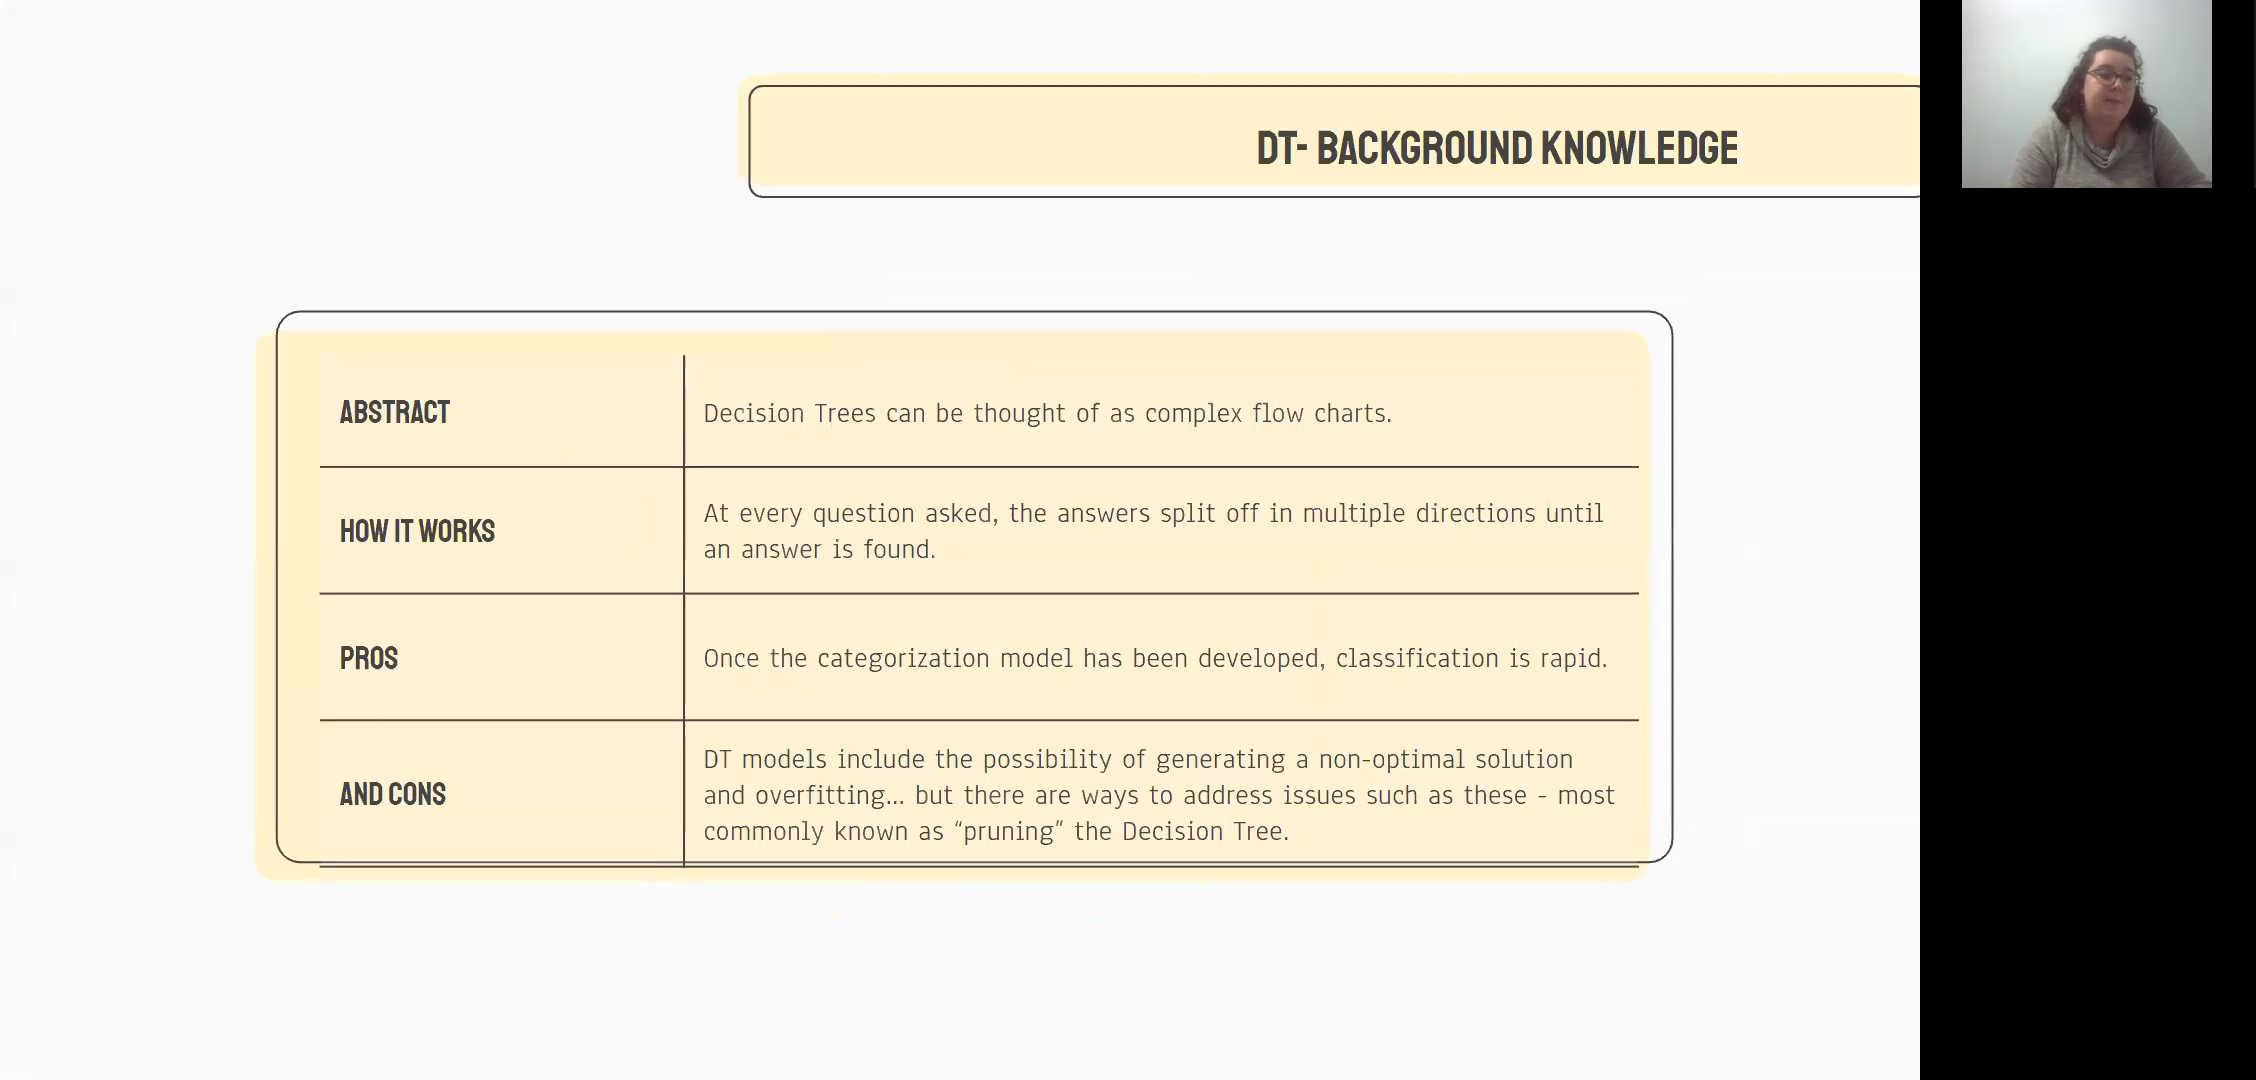 DT- BACKGROUND KNOWLEDGE
ABSTRACT
Decision Trees can be thought of as complex flow charts.
HOW IT WORKS
At every question asked, the answers split off in multiple directions until
an answer is found.
PROS
Once the categorization model has been developed, classification is rapid.
AND CONS
DT models include the possibility of generating a non-optimal solution
and overfitting... but there are ways to address issues such as these - most
commonly known as “pruning” the Decision Tree.